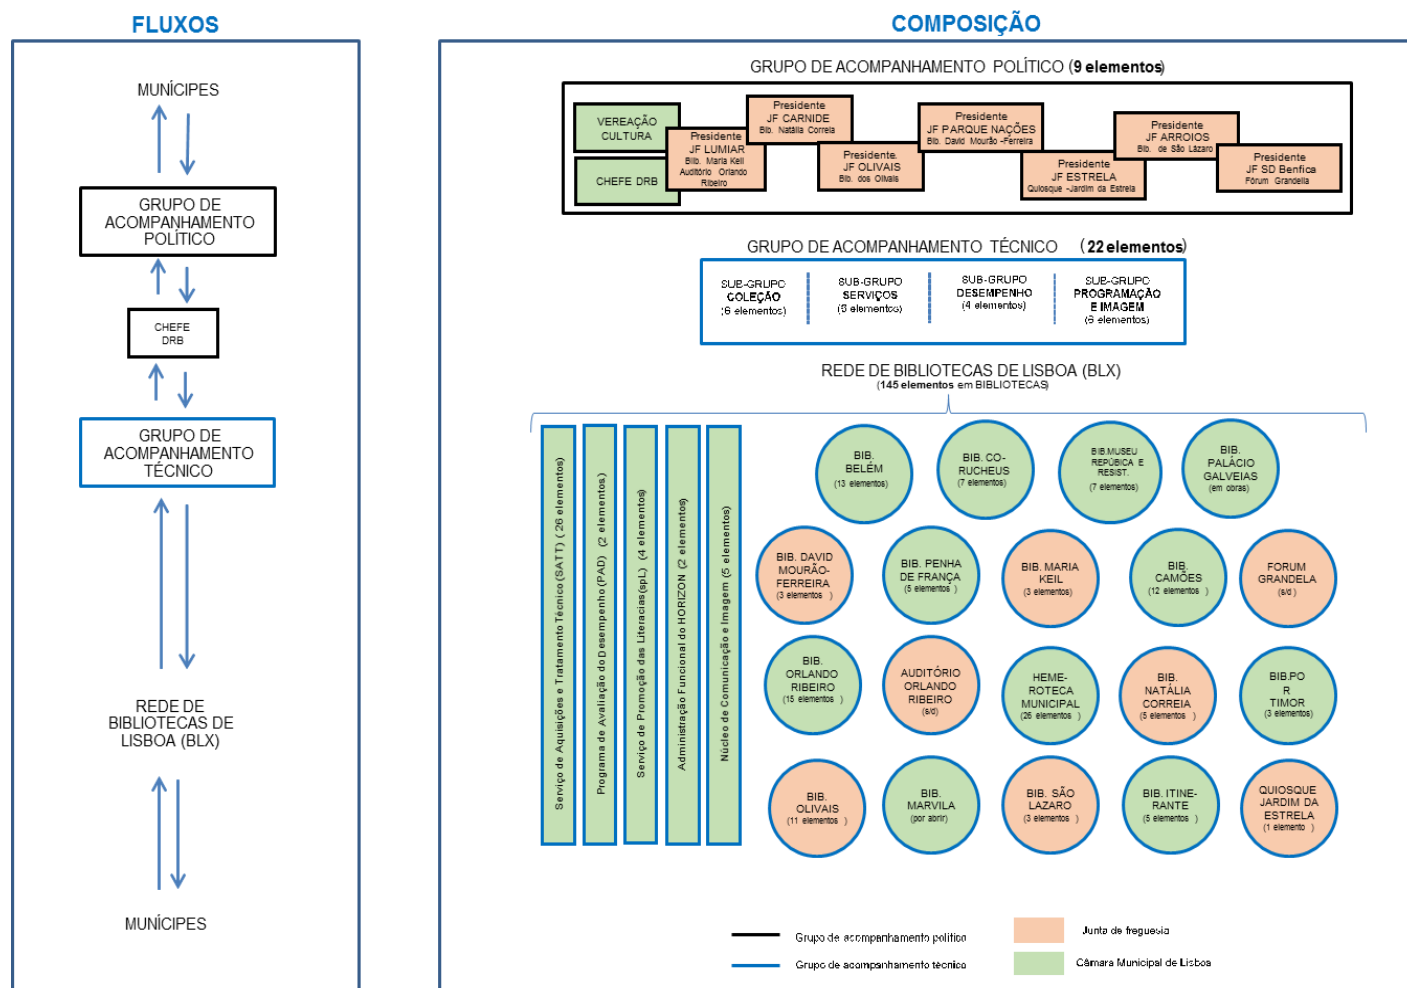 FLUXOS
MUNÍCIPES
GRUPO DE
ACOMPANHAMENTO
POLÍTICO
CHEFE
DRB
GRUPO DE
ACOMPANHAMENTO
TÉCNICO
REDE DE
BIBLIOTECAS DE
LISBOA (BLX)
MUNÍCIPES
COMPOSIÇÃO
GRUPO DE ACOMPANHAMENTO POLÍTICO (9 elementos)
VEREAÇÃO
CULTURA
CHEFE DRB
Presidente
JF LUMIAR
Bib. Maria Keil
Auditório Orlando
Ribeiro
Presidente
JF CARNIDE
Bib. Natália Correia
Presidente.
JF OLIVAIS
Bib. dos Olivais
Presidente
JF PARQUE NAÇÕES
Bib. David Mourão -Ferreira
Presidente
JF ESTRELA
Quiosque -Jardim da Estrela
Presidente
JF ARROIOS
Bib. de São Lázaro
Presidente
JF SD Benfica
Fórum Grandella
GRUPO DE ACOMPANHAMENTO TÉCNICO (22 elementos)
SUB-GRUPO
COLEÇÃO
(6 elementos)
SUB-GRUPO
SERVIÇOS
(5 elementos)
SUB-GRUPO
DESEMPENHO
(4 elementos)
SUB-GRUPO
PROGRAMAÇÃO
E IMAGEM
(6 elementos)
REDE DE BIBLIOTECAS DE LISBOA (BLX)
(145 elementos em BIBLIOTECAS)
Serviço de Aquisições e Tratamento Técnico (SATT) (26 elementos)
Programa de Avaliação do Desempenho (PAD) (2 elementos)
Serviço de Promoção das Literacias (spL) (4 elementos)
Administração Funcional do HORIZON (2 elementos)
Núcleo de Comunicação e Imagem (5 elementos)
BIB.
BELÉM
(13 elementos)
BIB. CO-
RUCHEUS
(7 elementos)
BIB.MUSEU
REPÚBICA E
RESIST.
(7 elementos)
BIB.
PALÁCIO
GALVEIAS
(em obras)
BIB. DAVID
MOURÃO-
FERREIRA
(3 elementos )
BIB. PENHA
DE FRANÇA
(5 elementos )
BIB. MARIA
KEIL
(3 elementos)
BIB.
CAMÕES
(12 elementos )
FORUM
GRANDELA
(s/d )
BIB.
ORLANDO
RIBEIRO
(15 elementos )
AUDITÓRIO
ORLANDO
RIBEIRO
(s/d)
HEME-
ROTECA
MUNICIPAL
(26 elementos )
BIB.
NATÁLIA
CORREIA
(5 elementos )
BIB.PO
R
TIMOR
(3 elementos)
BIB.
OLIVAIS
(11 elementos )
BIB.
MARVILA
(por abrir)
BIB. SÃO
LAZARO
(3 elementos )
BIB. ITINE-
RANTE
(5 elementos )
QUIOSQUE
JARDIM DA
ESTRELA
(1 elemento )
Grupo de acompanhamento político
Grupo de acompanhamento técnico
Junta de freguesia
Câmara Municipal de Lisboa